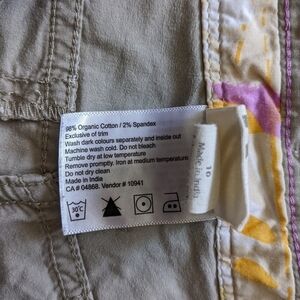 98% Organic Cotton / 2% Spandex
Exclusive of trim
Wash dark colours separately and inside out
Machine wash cold. Do not bleach
Tumble dry at low temperature
Remove promptly. Iron at medium temperature
Do not dry clean
Made in India
CA # 04868. Vendor # 10941
30°C
10
Made in India